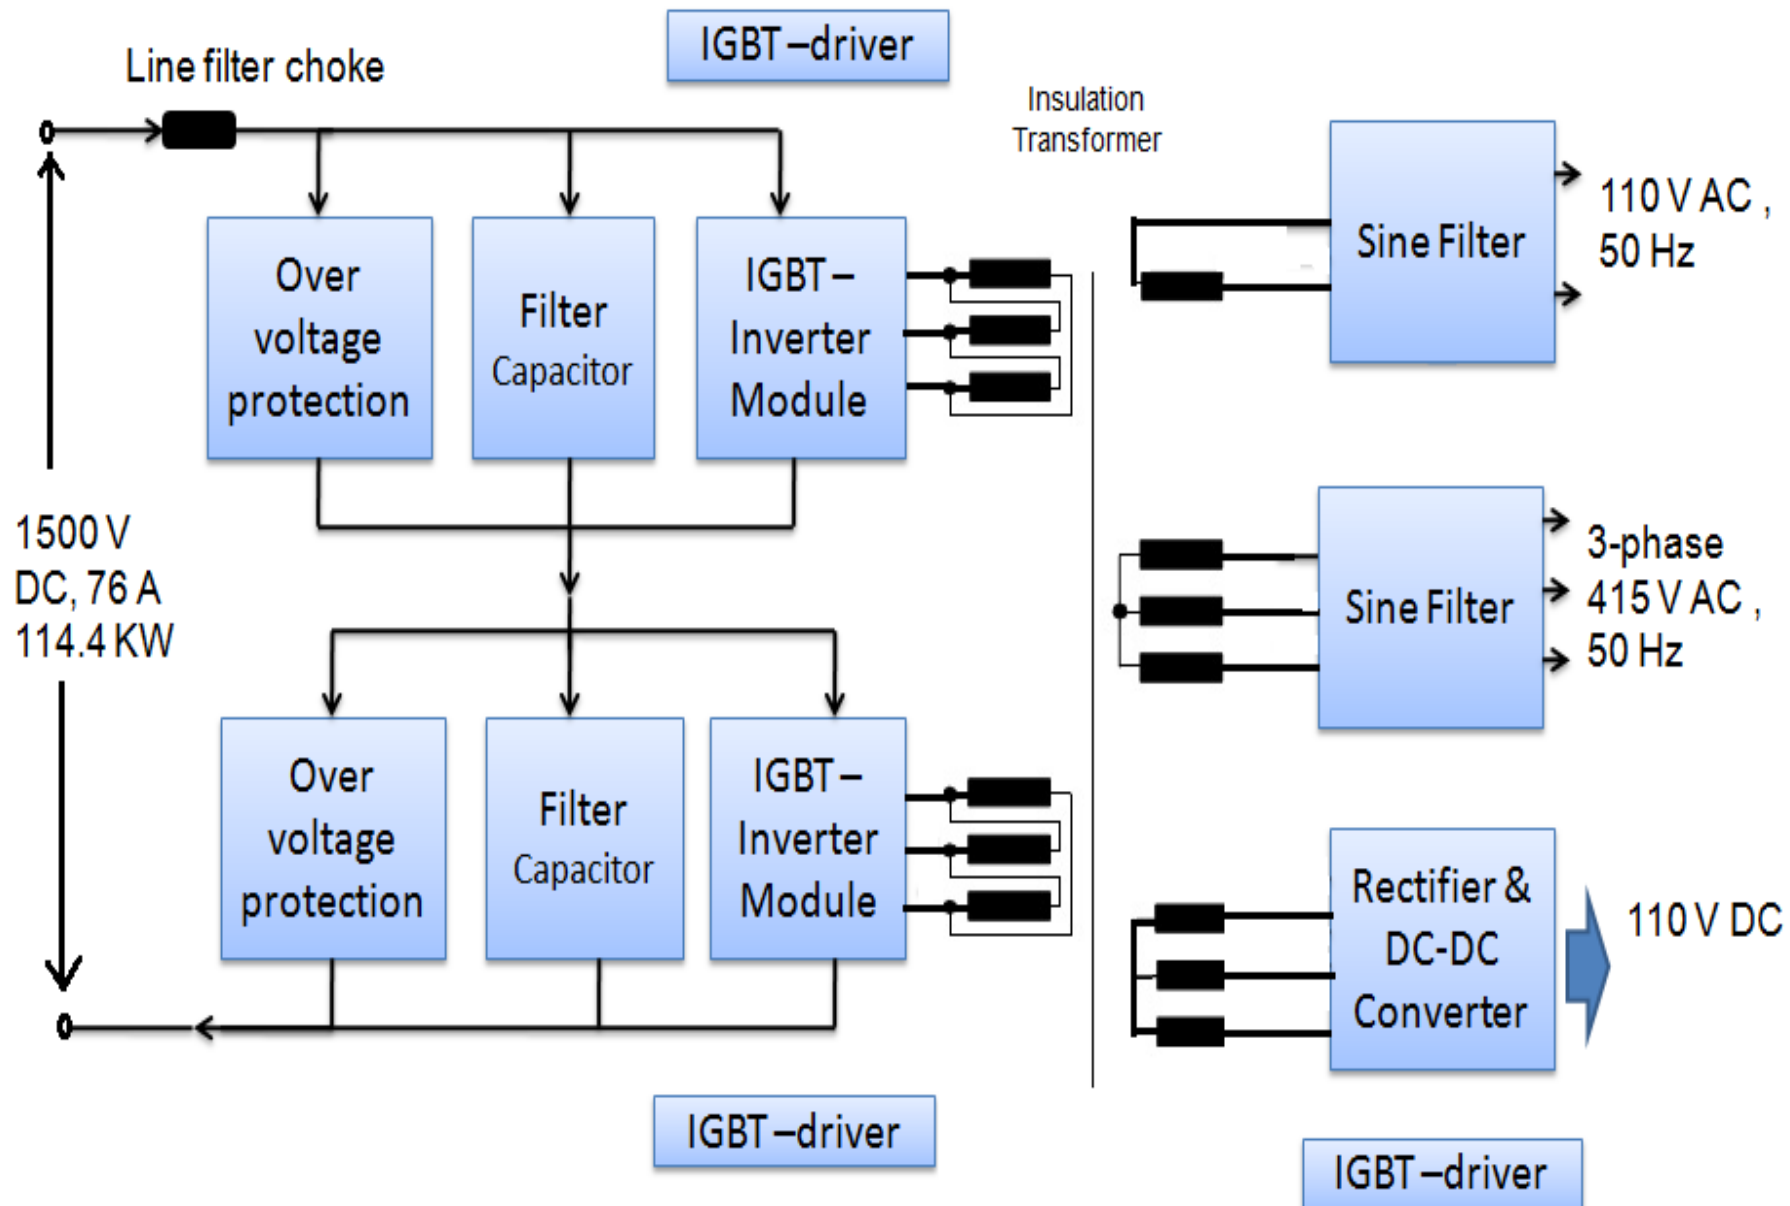 IGBT –driver
Line filter choke
Insulation
Transformer
Over
voltage
protection
Filter
Capacitor
IGBT –
Inverter
Module
Sine Filter
110 V AC ,
50 Hz
1500 V
DC, 76 A
114.4 KW
Sine Filter
3-phase
415 V AC ,
50 Hz
Over
voltage
protection
Filter
Capacitor
IGBT –
Inverter
Module
Rectifier &
DC-DC
Converter
110 V DC
IGBT –driver
IGBT –driver